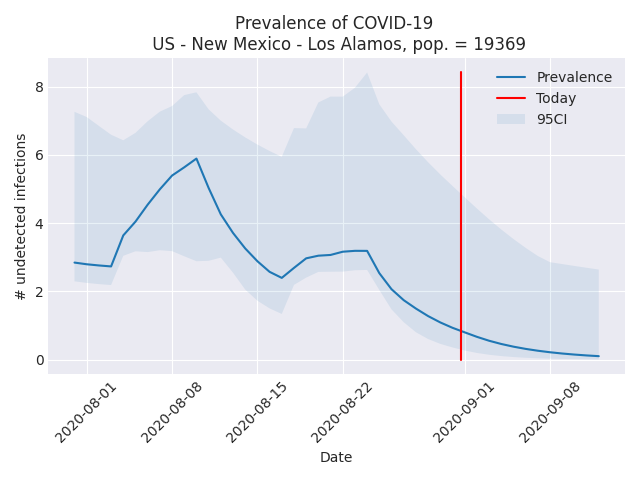 Prevalence of COVID-19
US - New Mexico - Los Alamos, pop. = 19369
Prevalence
Today
95CI
# undetected infections
8
6
4
2
0
2020-08-01
2020-08-08
2020-08-15
2020-08-22
2020-09-01
2020-09-08
Date